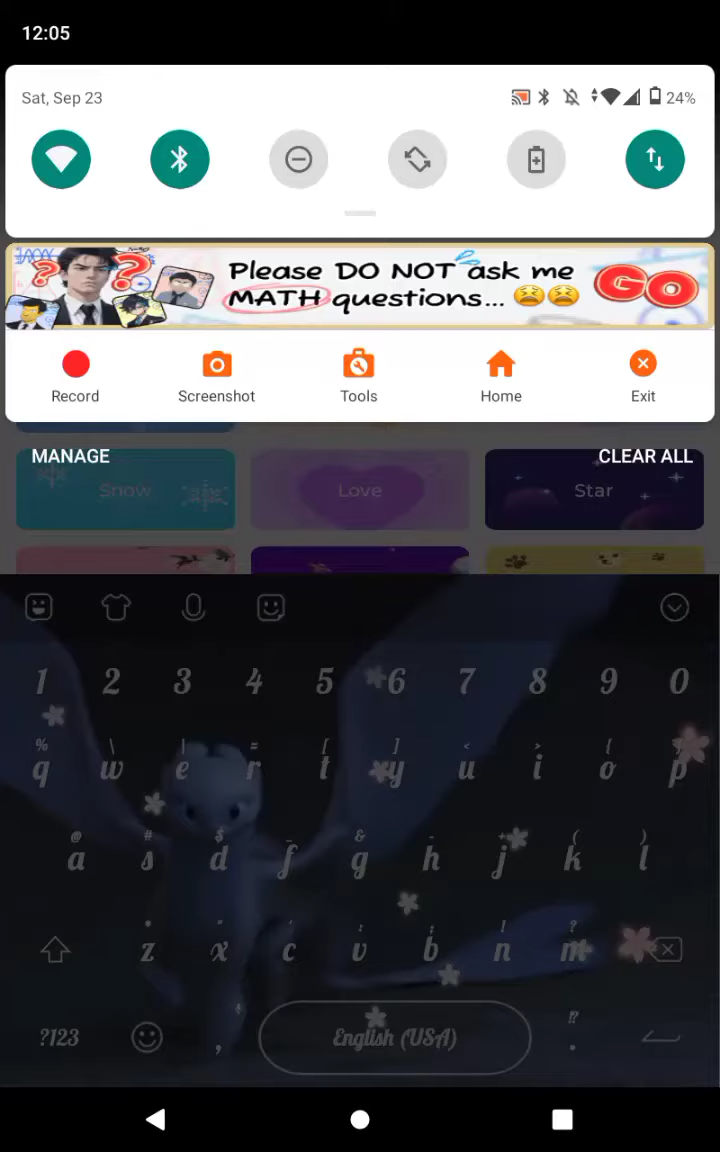 12:05
Sat, Sep 23
24%
? ?
Please DO NOT ask me
MATH questions... 😫😫
GO
Record Screenshot Tools Home Exit
MANAGE CLEAR ALL
Snow Love Star
1 2 3 4 5 6 7 8 9 0
% \ | = [ ] < > {
q w e r t y u i o p
@ # $ _ & - + ( )
a s d f g h j k l
: ; ! ?
z x c v b n m
?123 , English (USA) .